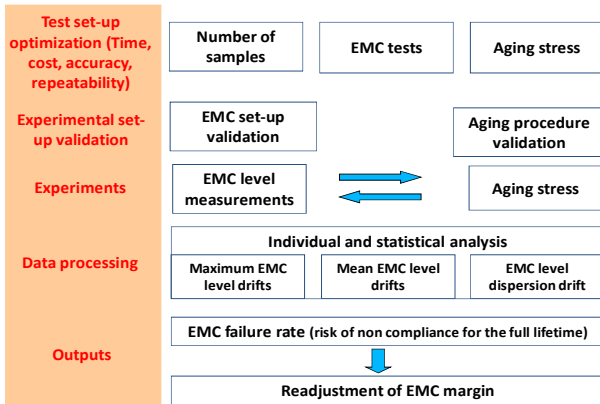 Test set-up
optimization (Time,
cost, accuracy,
repeatability)
Number of
samples
EMC tests
Aging stress
Experimental set-
up validation
EMC set-up
validation
Aging procedure
validation
Experiments
EMC level
measurements
Aging stress
Data processing
Individual and statistical analysis
Maximum EMC
level drifts
Mean EMC level
drifts
EMC level
dispersion drift
Outputs
EMC failure rate (risk of non compliance for the full lifetime)
Readjustment of EMC margin